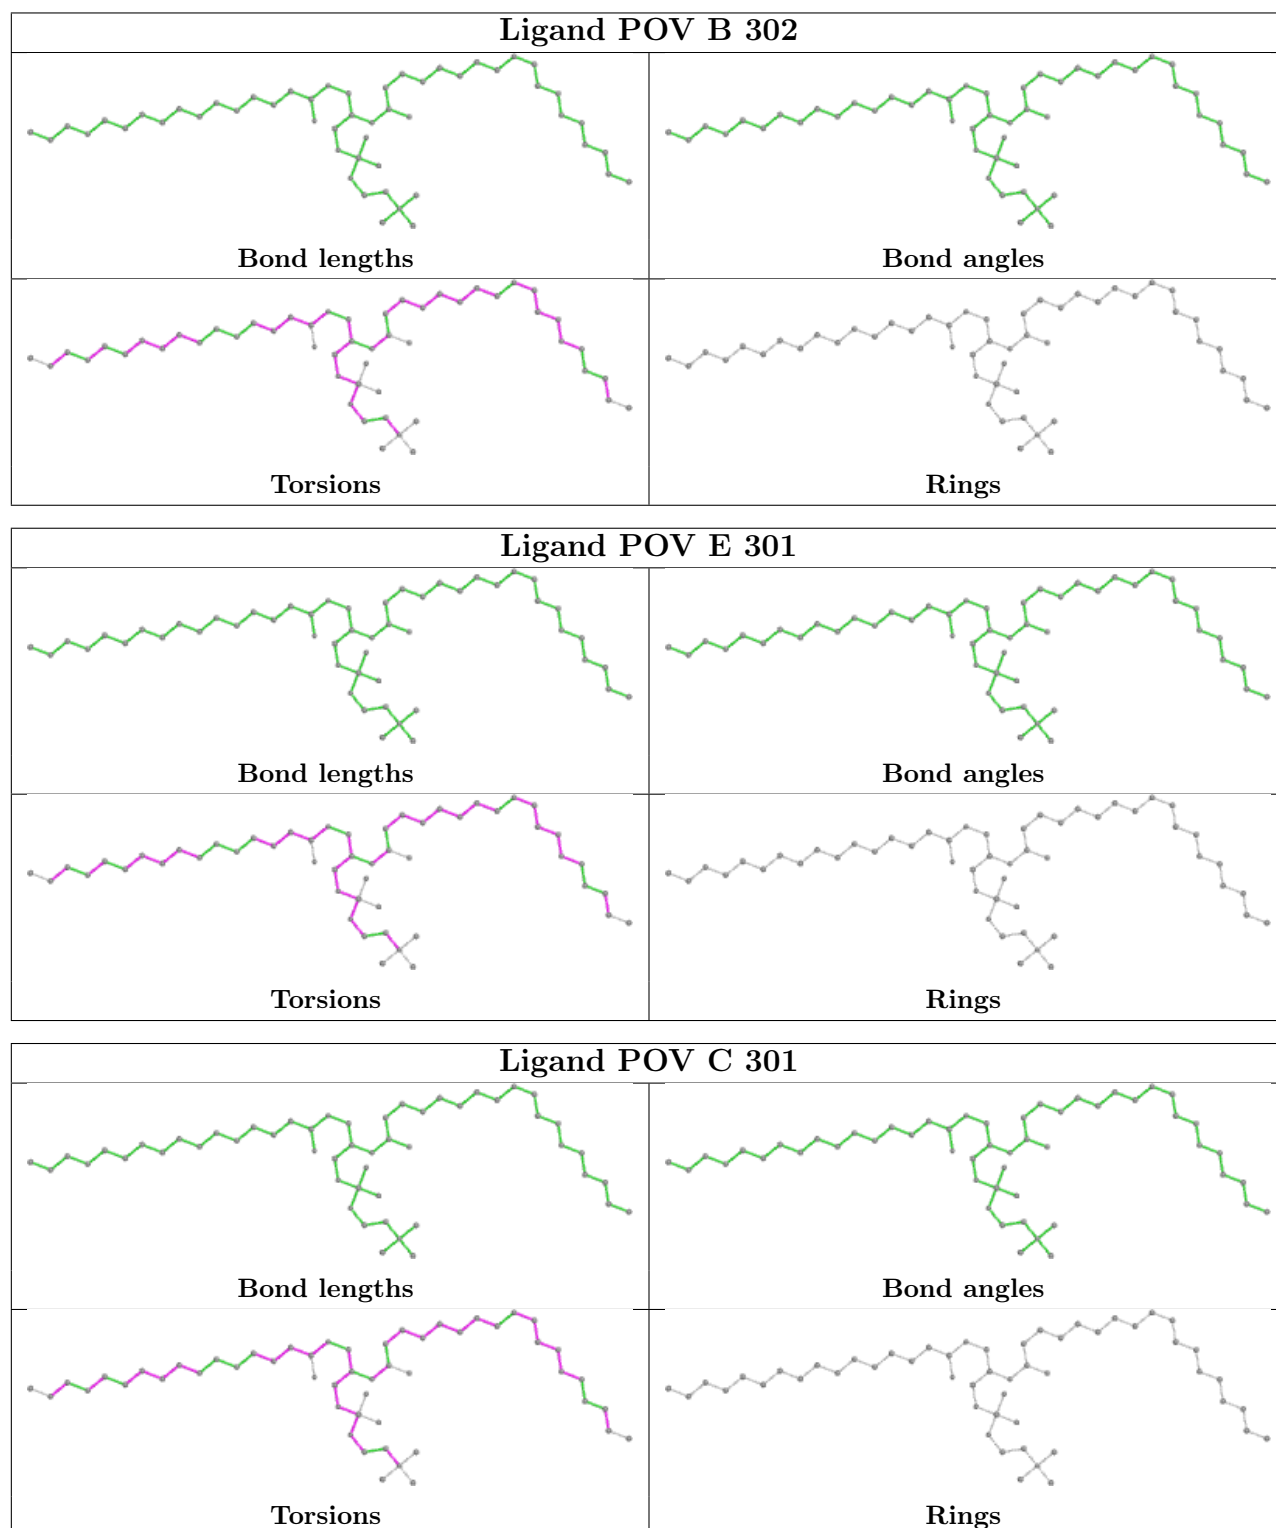 Ligand POV B 302
Bond lengths
Bond angles
Torsions
Rings
Ligand POV E 301
Bond lengths
Bond angles
Torsions
Rings
Ligand POV C 301
Bond lengths
Bond angles
Torsions
Rings